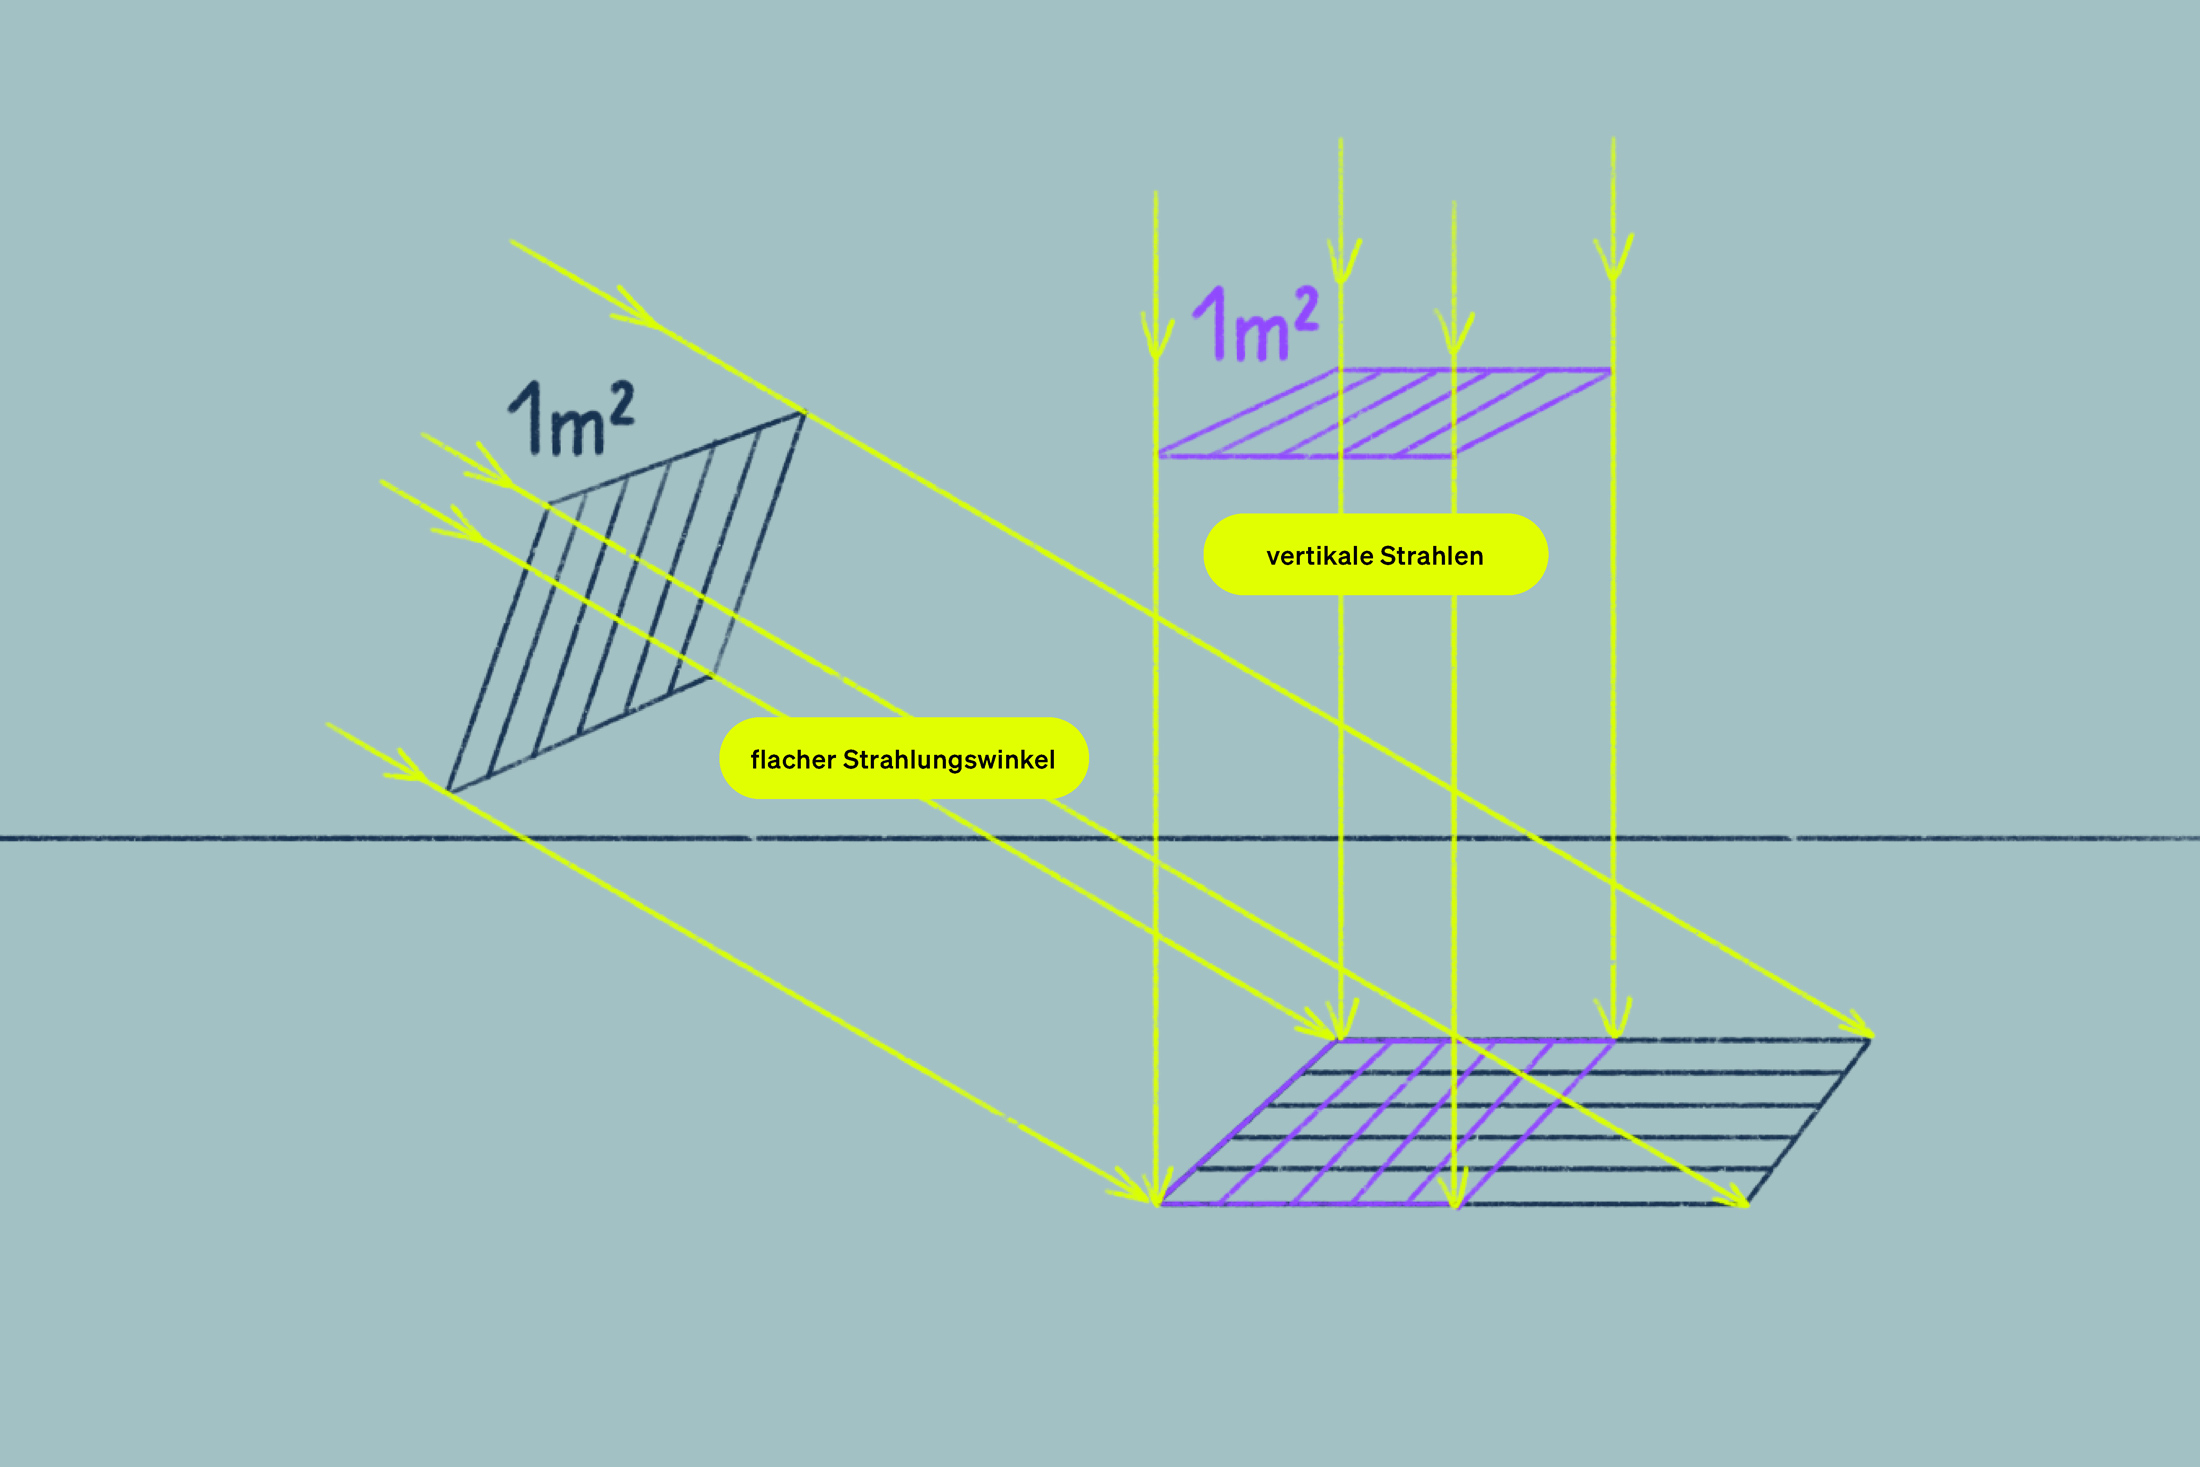 1m²
1m²
vertikale Strahlen
flacher Strahlungswinkel